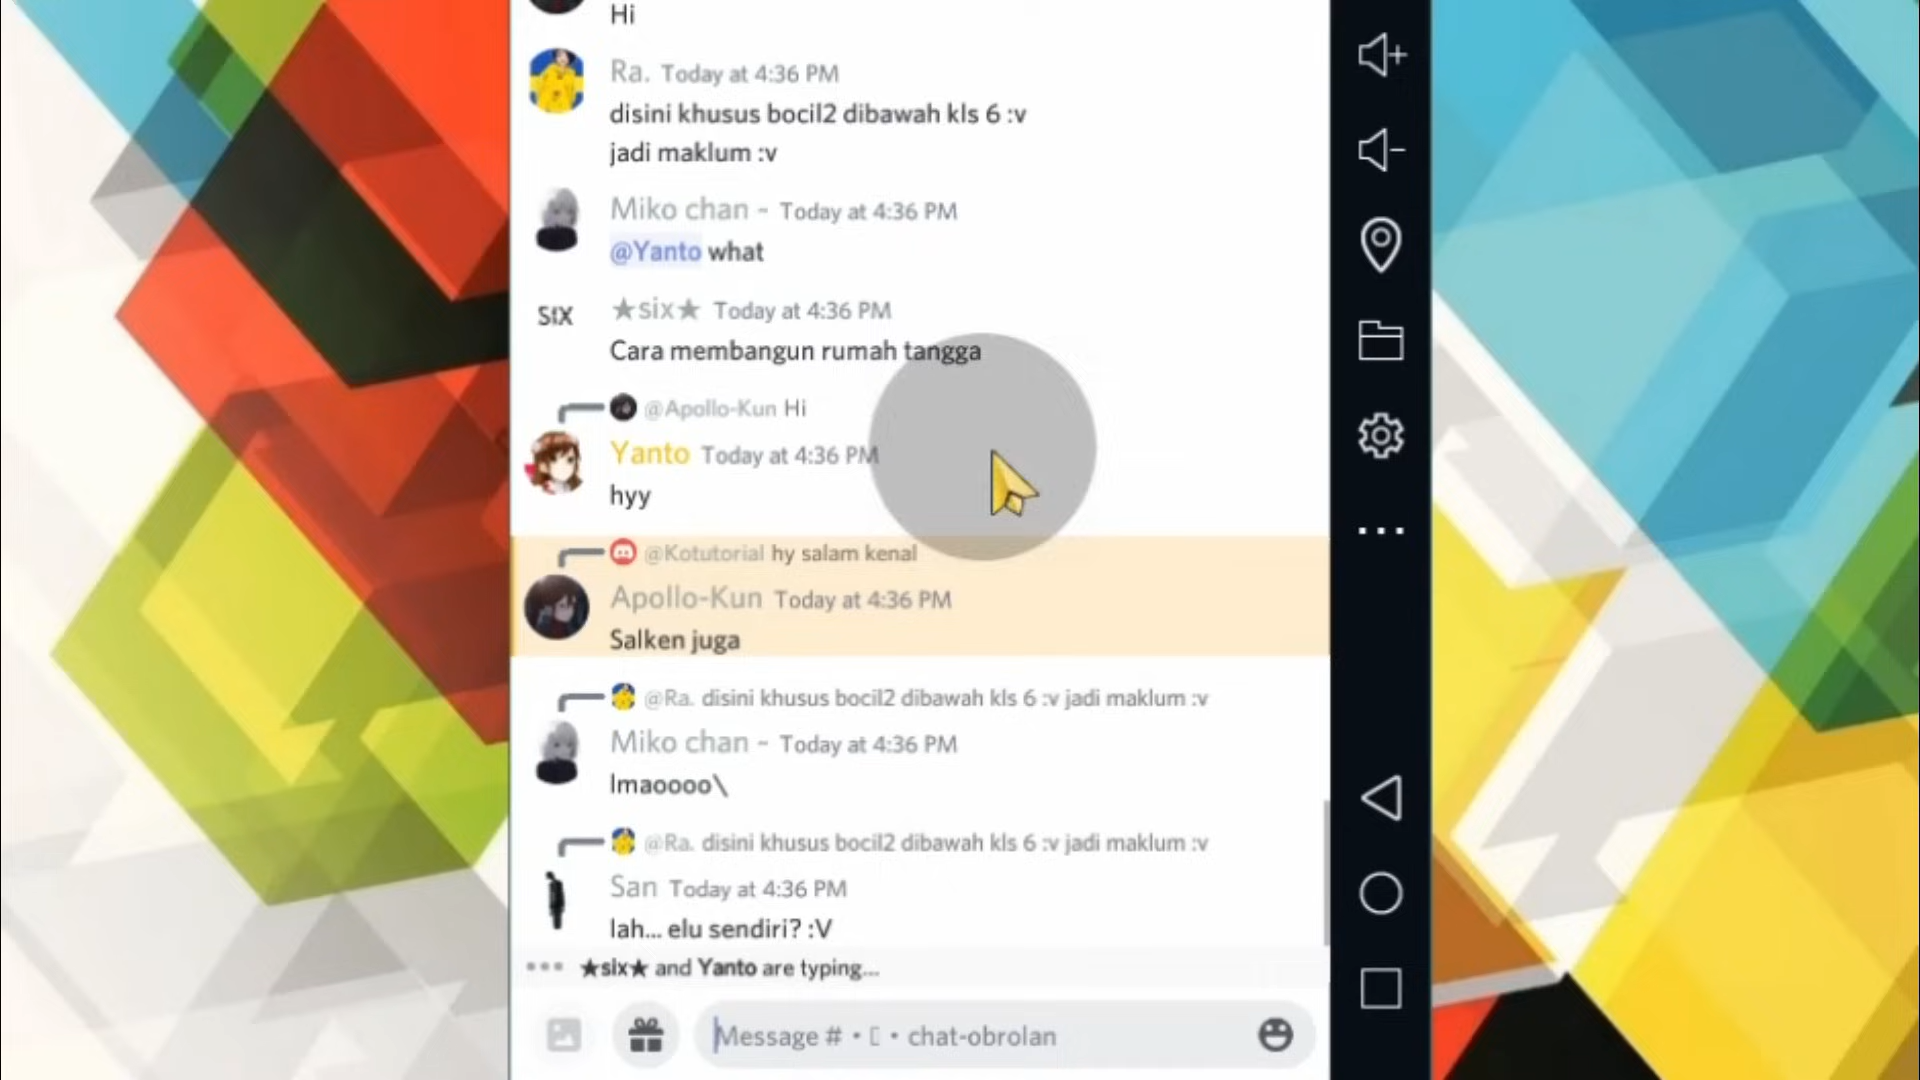 Hi
Ra. Today at 4:36 PM
disini khusus bocil2 dibawah kls 6 :v
jadi maklum :v
Miko chan ~ Today at 4:36 PM
@Yanto what
SIX
★six★ Today at 4:36 PM
Cara membangun rumah tangga
@Apollo-Kun Hi
Yanto Today at 4:36 PM
hyy
@Kotutorial hy salam kenal
Apollo-Kun Today at 4:36 PM
Salken juga
@Ra. disini khusus bocil2 dibawah kls 6 :v jadi maklum :v
Miko chan ~ Today at 4:36 PM
lmaoooo\
@Ra. disini khusus bocil2 dibawah kls 6 :v jadi maklum :v
San Today at 4:36 PM
lah... elu sendiri? :V
★six★ and Yanto are typing...
Message # • ▯ • chat-obrolan